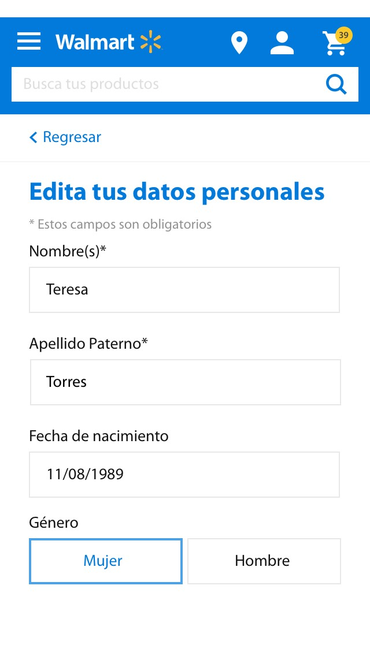 Walmart
39
Busca tus productos
Regresar
Edita tus datos personales
* Estos campos son obligatorios
Nombre(s)*
Teresa
Apellido Paterno*
Torres
Fecha de nacimiento
11/08/1989
Género
Mujer Hombre